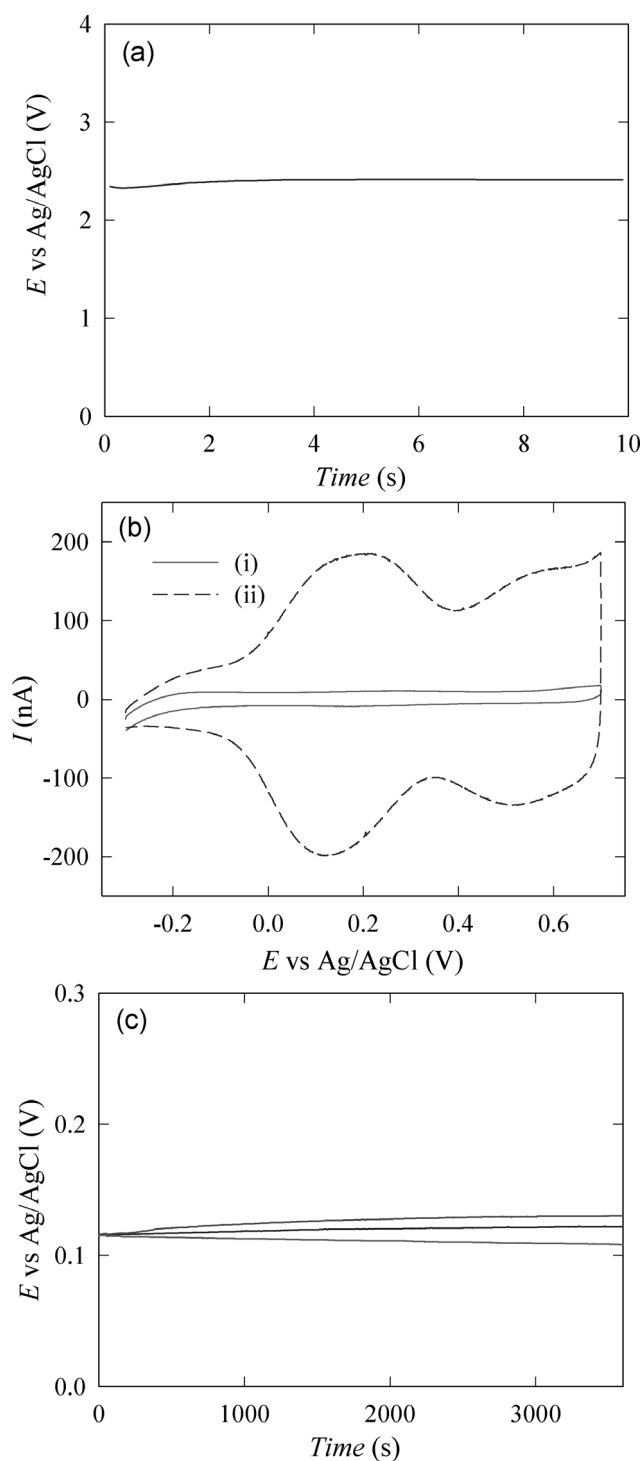 (a)
4
3
2
1
0
E vs Ag/AgCl (V)
0 2 4 6 8 10
Time (s)
(b)
(i)
(ii)
200
100
0
-100
-200
I (nA)
-0.2 0.0 0.2 0.4 0.6
E vs Ag/AgCl (V)
(c)
0.3
0.2
0.1
0.0
E vs Ag/AgCl (V)
0 1000 2000 3000
Time (s)